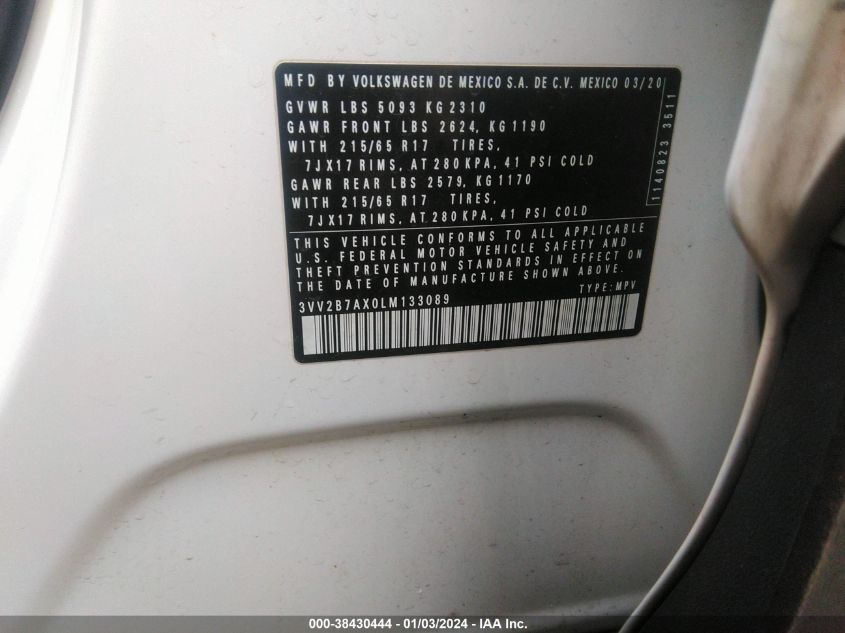 MFD BY VOLKSWAGEN DE MEXICO S.A. DE C.V. MEXICO 03/20
GVWR LBS 5093 KG 2310
GAWR FRONT LBS 2624, KG 1190
WITH 215/65 R17 TIRES,
7JX17 RIMS, AT 280 KPA, 41 PSI COLD
GAWR REAR LBS 2579, KG 1170
WITH 215/65 R17 TIRES,
7JX17 RIMS, AT 280 KPA, 41 PSI COLD
1140823 3511
THIS VEHICLE CONFORMS TO ALL APPLICABLE
U.S. FEDERAL MOTOR VEHICLE SAFETY AND
THEFT PREVENTION STANDARDS IN EFFECT ON
THE DATE OF MANUFACTURE SHOWN ABOVE.
3VV2B7AX0LM133089 TYPE: MPV
000-38430444 - 01/03/2024 - IAA Inc.